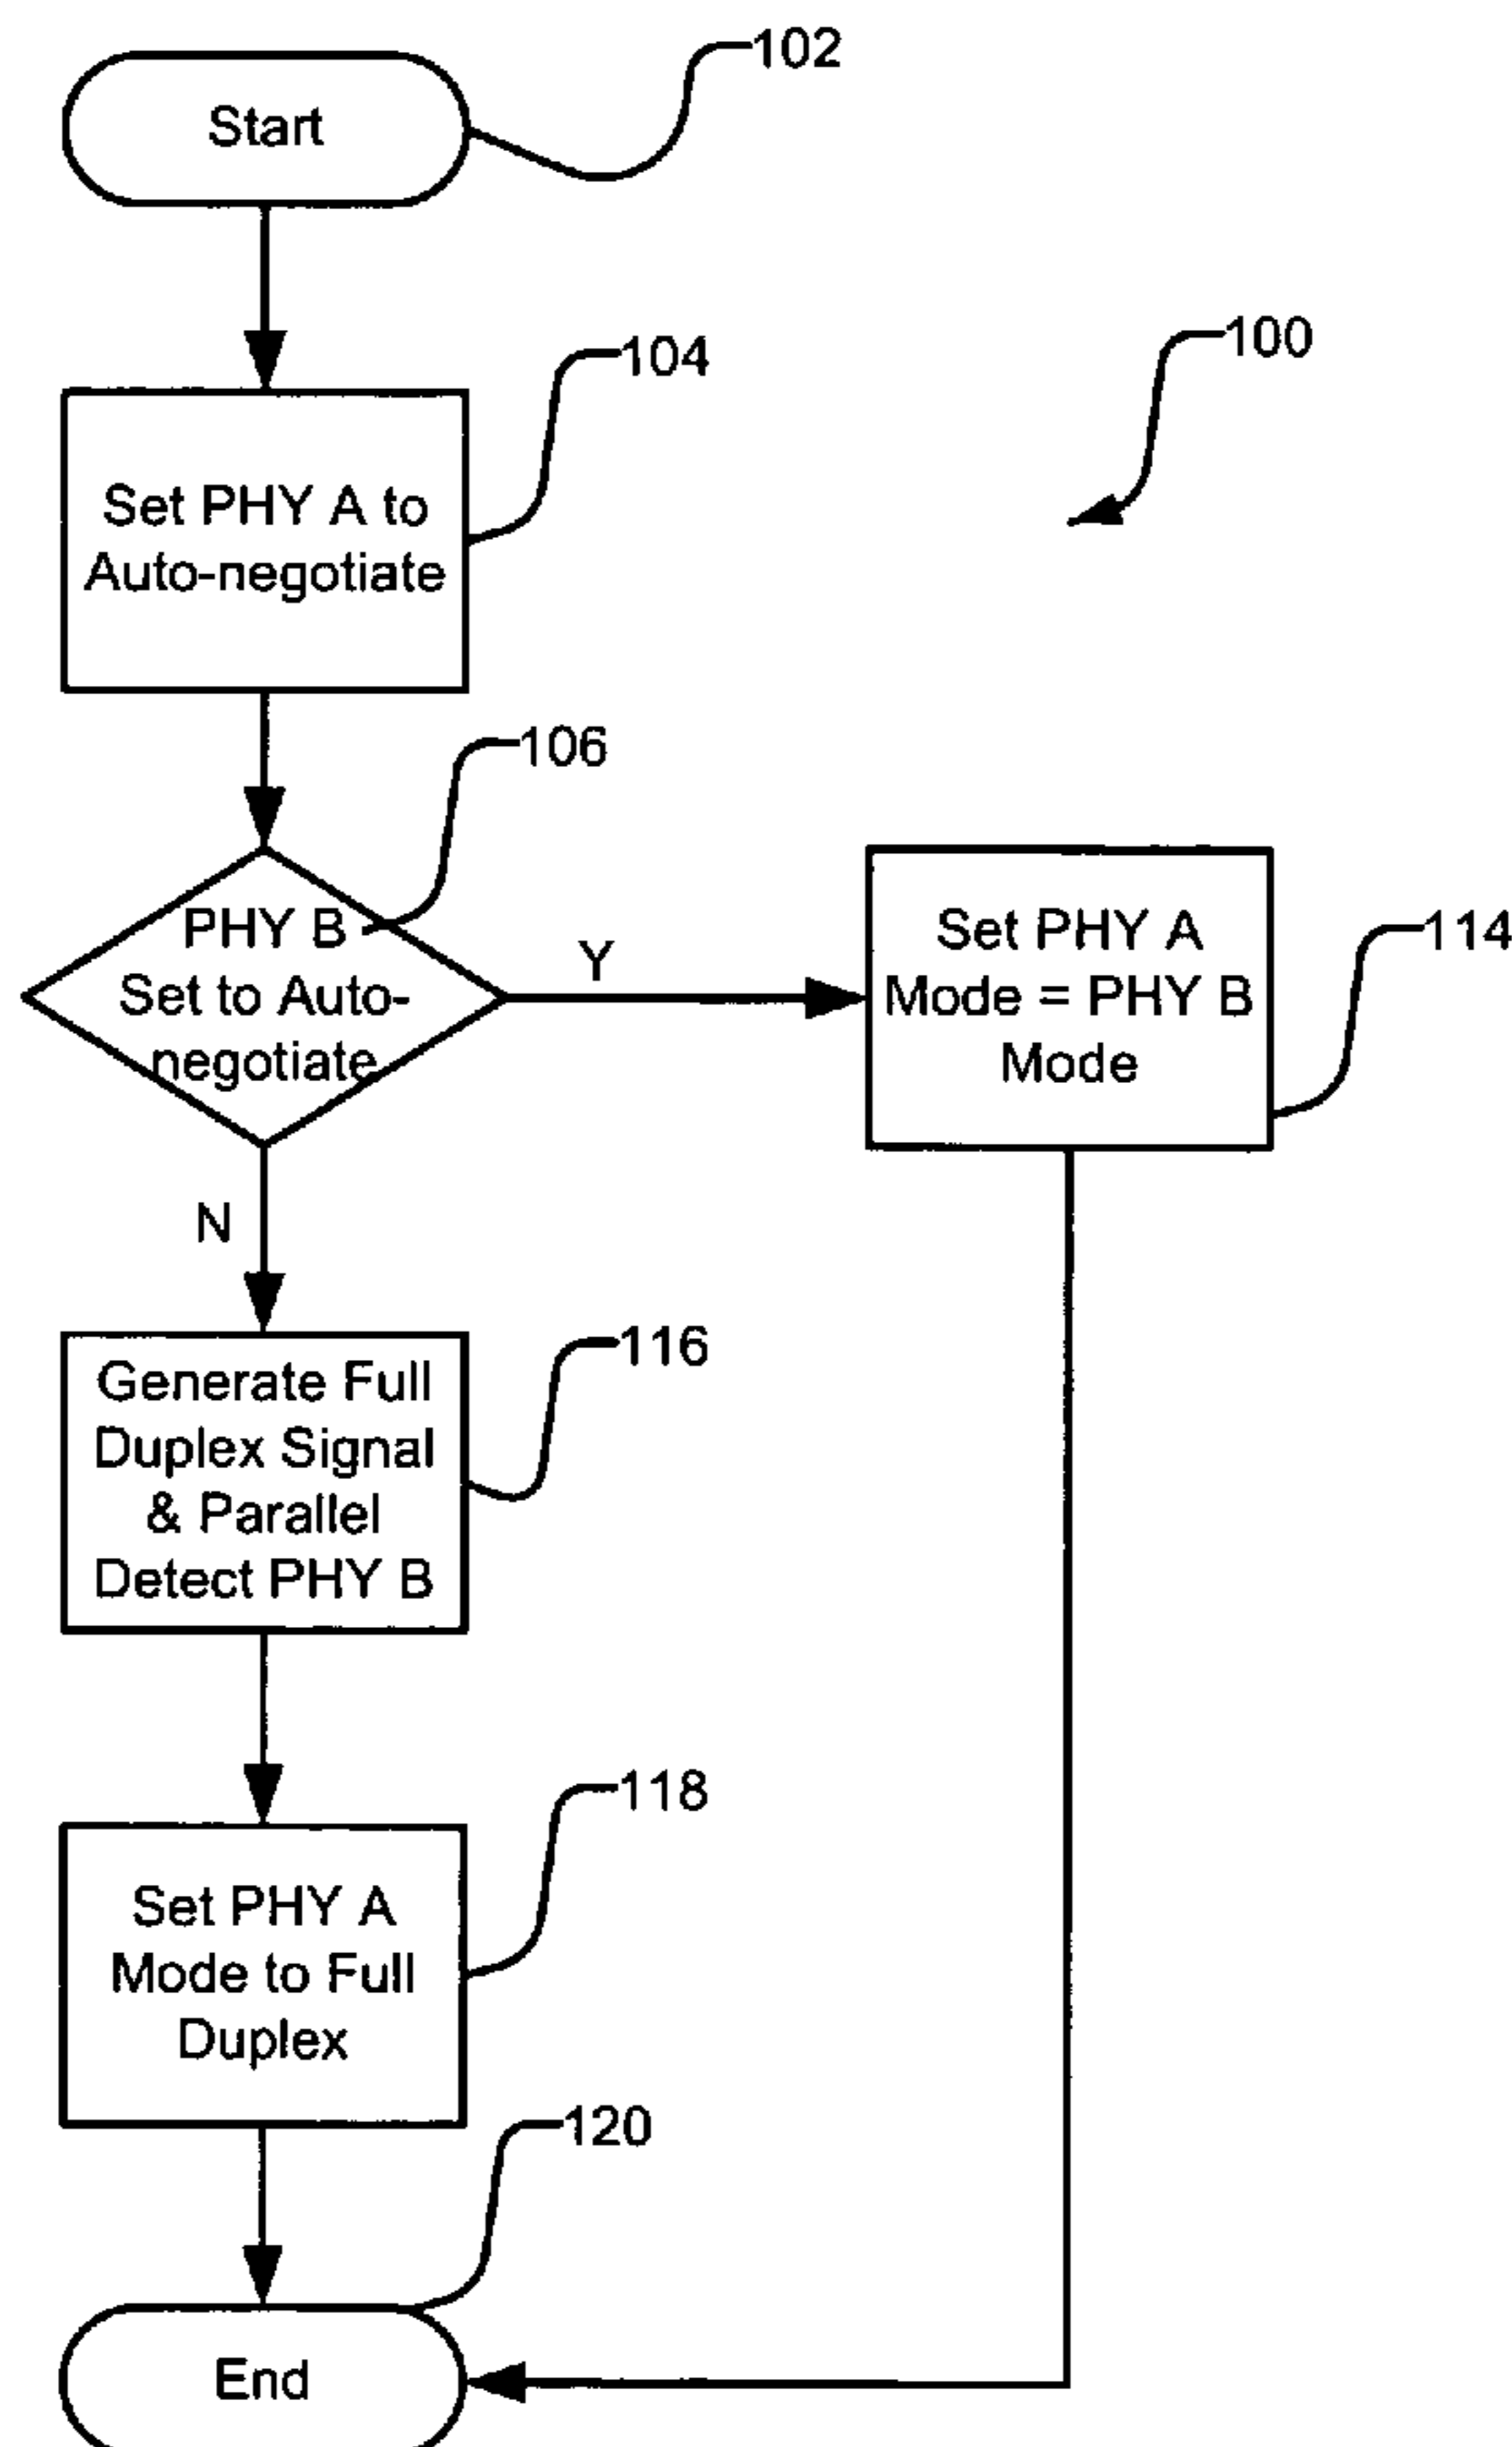 102
Start
104
100
Set PHY A to
Auto-negotiate
106
PHY B
Set to Auto-
negotiate
Y
Set PHY A
Mode = PHY B
Mode
114
N
Generate Full
Duplex Signal
& Parallel
Detect PHY B
116
118
Set PHY A
Mode to Full
Duplex
120
End